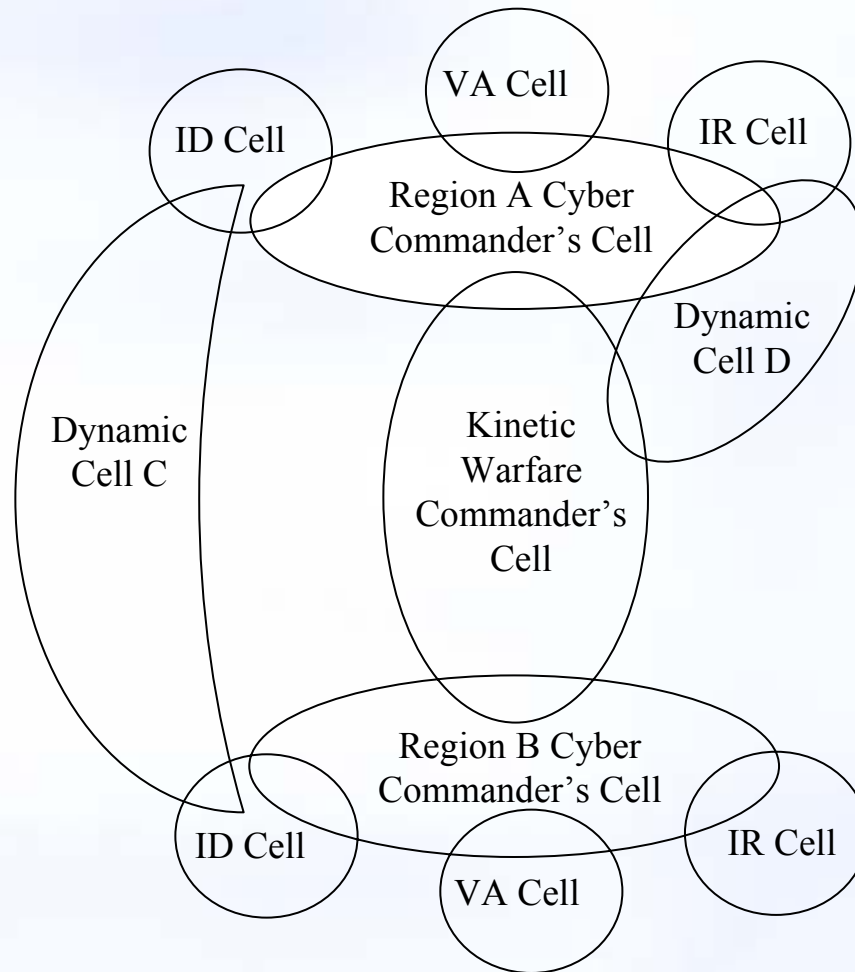 VA Cell
ID Cell
IR Cell
Region A Cyber
Commander’s Cell
Dynamic
Cell D
Dynamic
Cell C
Kinetic
Warfare
Commander’s
Cell
Region B Cyber
Commander’s Cell
ID Cell
IR Cell
VA Cell